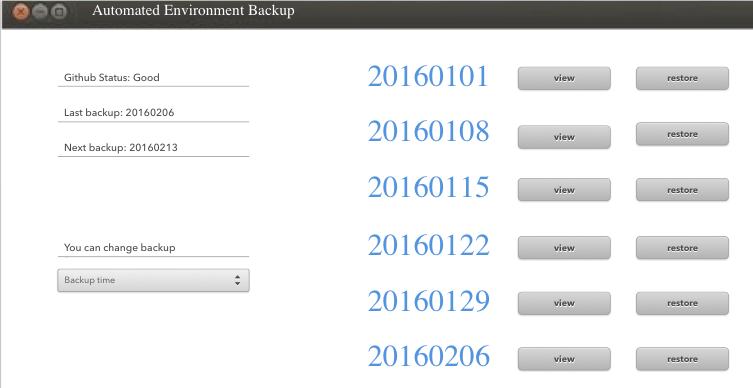 Automated Environment Backup
Github Status: Good
Last backup: 20160206
Next backup: 20160213
You can change backup
Backup time
20160101 view restore
20160108 view restore
20160115 view restore
20160122 view restore
20160129 view restore
20160206 view restore